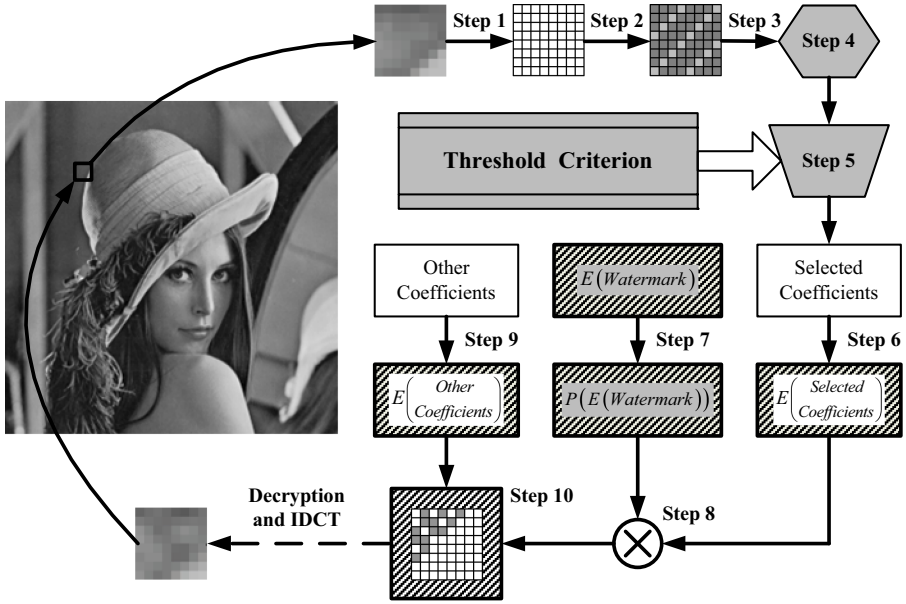 Step 1
Step 2
Step 3
Step 4
Threshold Criterion
Step 5
Other
Coefficients
E(Watermark)
Selected
Coefficients
Step 9
Step 7
Step 6
E(Other
Coefficients)
P(E(Watermark))
E(Selected
Coefficients)
Decryption
and IDCT
Step 10
Step 8